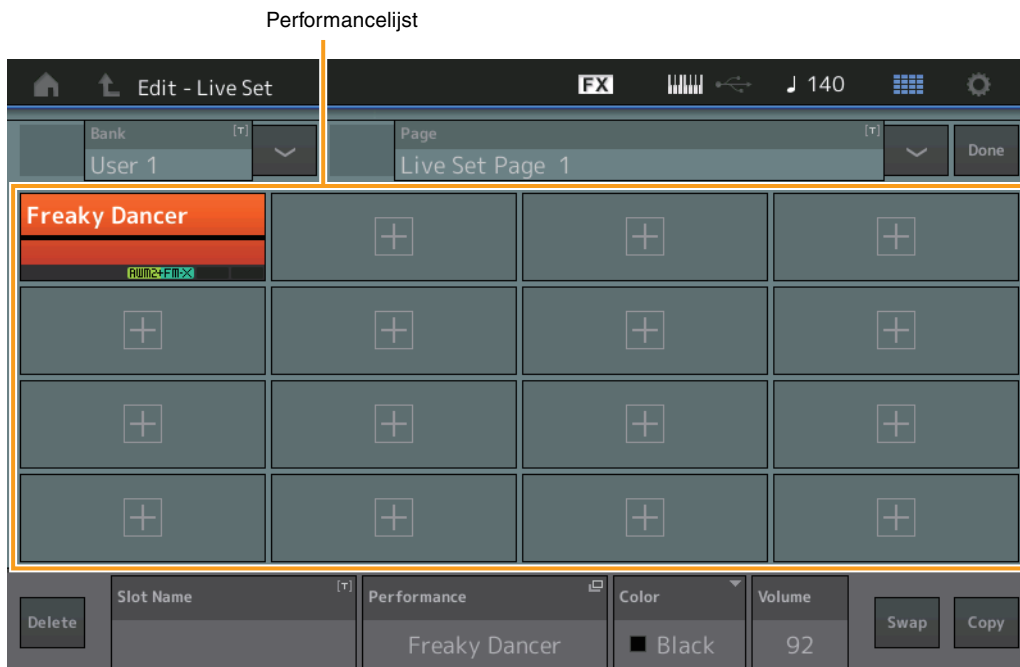 Performancelijst
Edit - Live Set
FX
140
Bank
[T]
User 1
Page
[T]
Live Set Page 1
Done
Freaky Dancer
AWM2+FM-X
Delete
Slot Name
[T]
Performance
Freaky Dancer
Color
Black
Volume
92
Swap
Copy